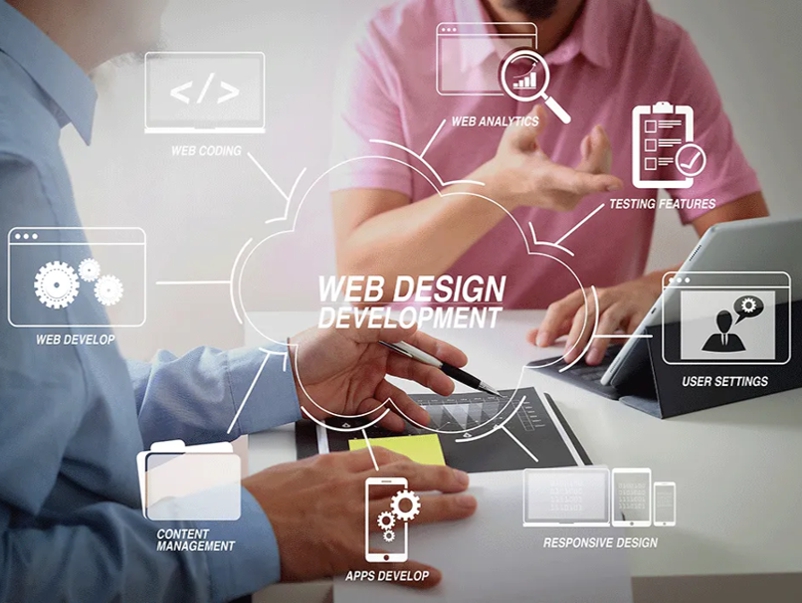 </>
WEB CODING
WEB ANALYTICS
TESTING FEATURES
WEB DESIGN
DEVELOPMENT
WEB DEVELOP
USER SETTINGS
CONTENT
MANAGEMENT
APPS DEVELOP
RESPONSIVE DESIGN